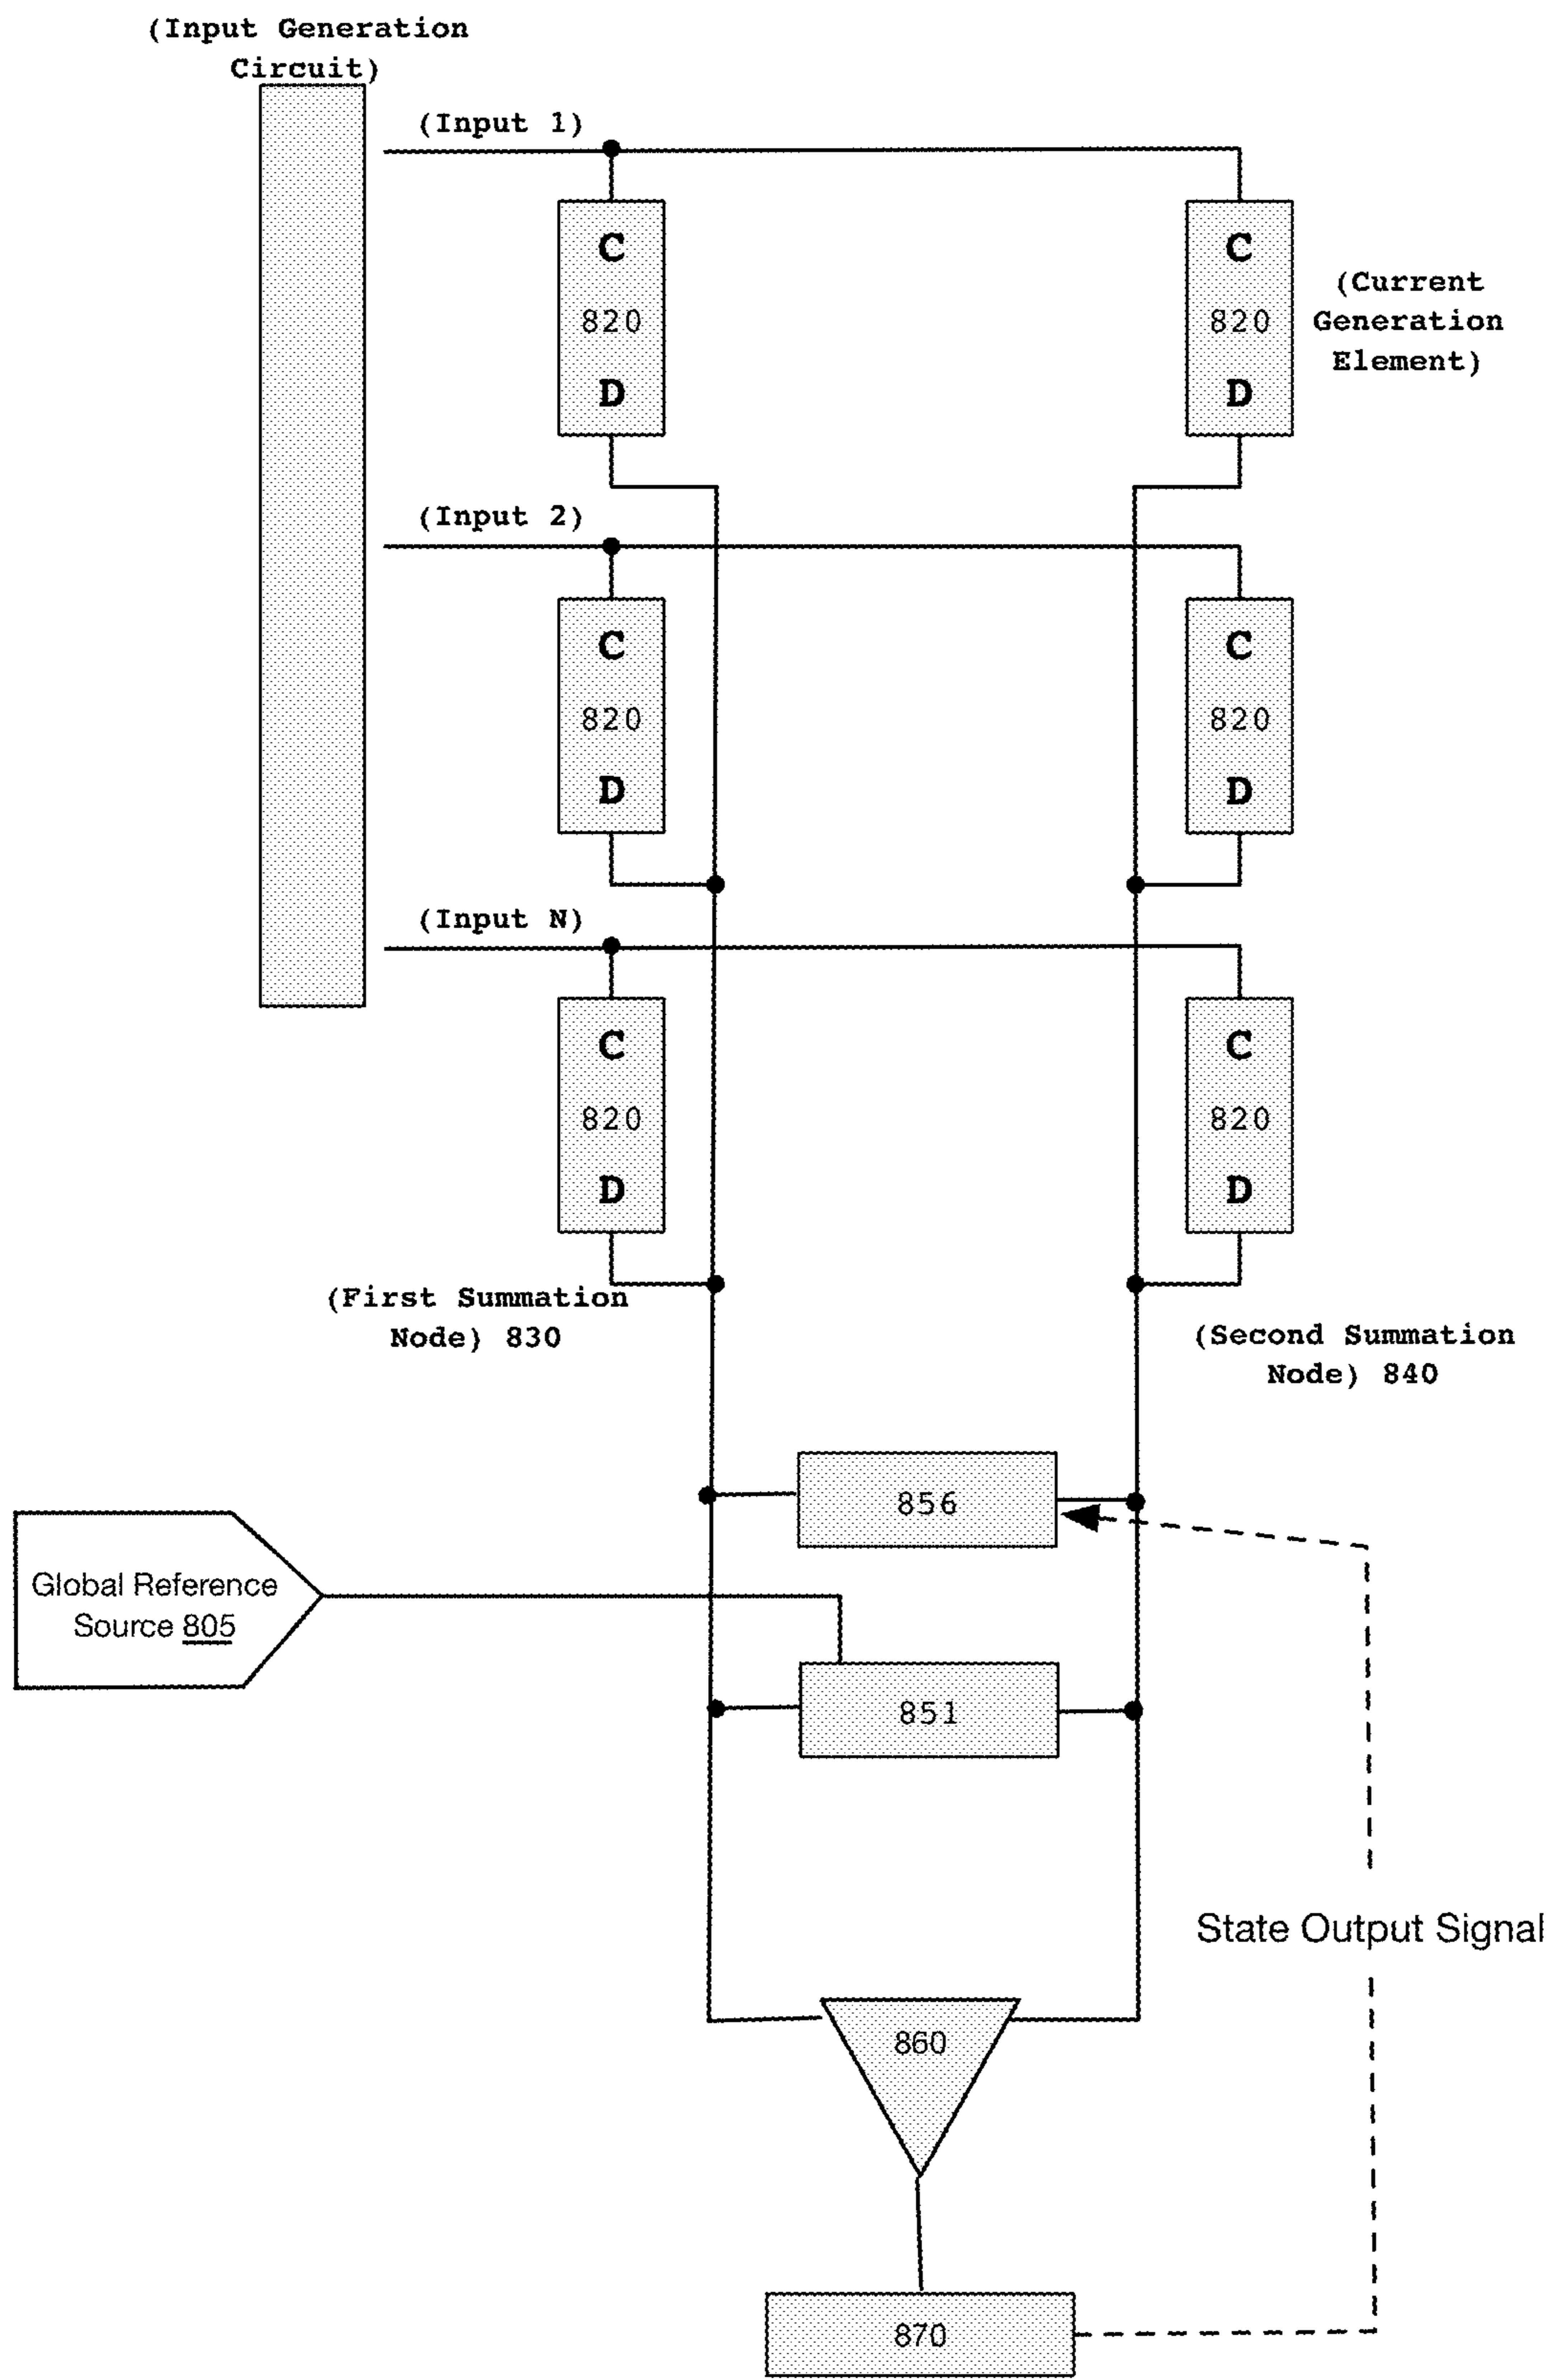 (Input Generation
Circuit)
(Input 1)
C
820
D
C
820
D
(Current
Generation
Element)
(Input 2)
C
820
D
C
820
D
(Input N)
C
820
D
C
820
D
(First Summation
Node) 830
(Second Summation
Node) 840
856
Global Reference
Source 805
851
State Output Signal
860
870